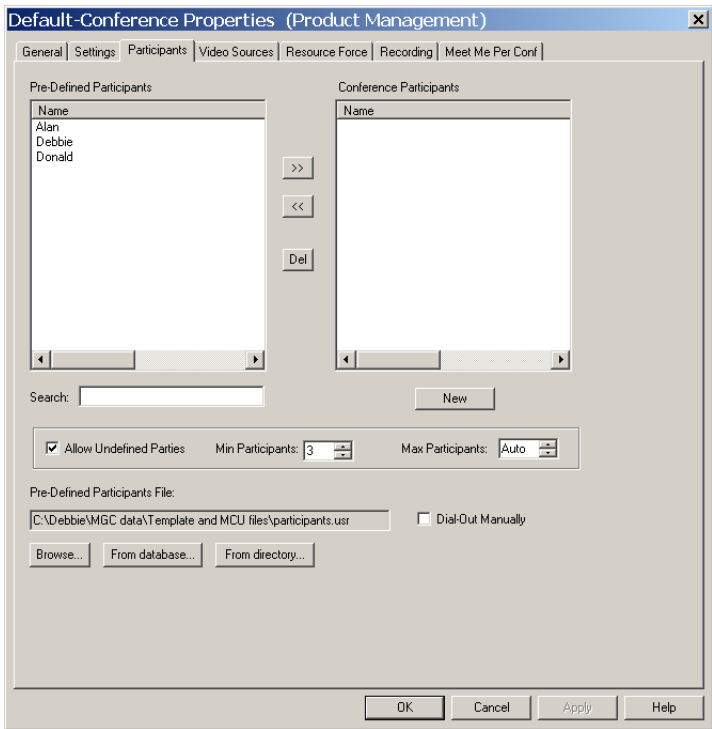 Default-Conference Properties (Product Management)
General Settings Participants Video Sources Resource Force Recording Meet Me Per Conf
Pre-Defined Participants
Conference Participants
Name
Name
Alan
Debbie
Donald
>>
<<
Del
Search:
New
Allow Undefined Parties
Min Participants: 3
Max Participants: Auto
Pre-Defined Participants File:
C:\Debbie\MGC data\Template and MCU files\participants.usr
Dial-Out Manually
Browse... From database... From directory...
OK Cancel Apply Help